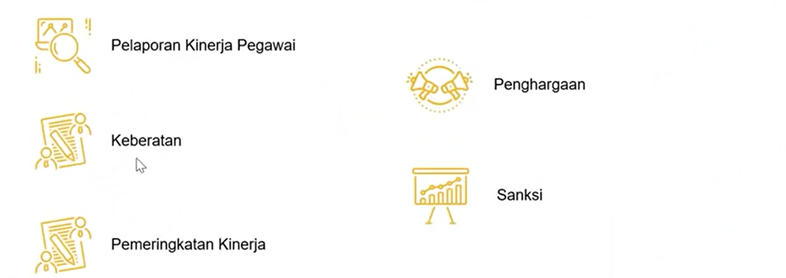 Pelaporan Kinerja Pegawai
Keberatan
Pemeringkatan Kinerja
Penghargaan
Sanksi